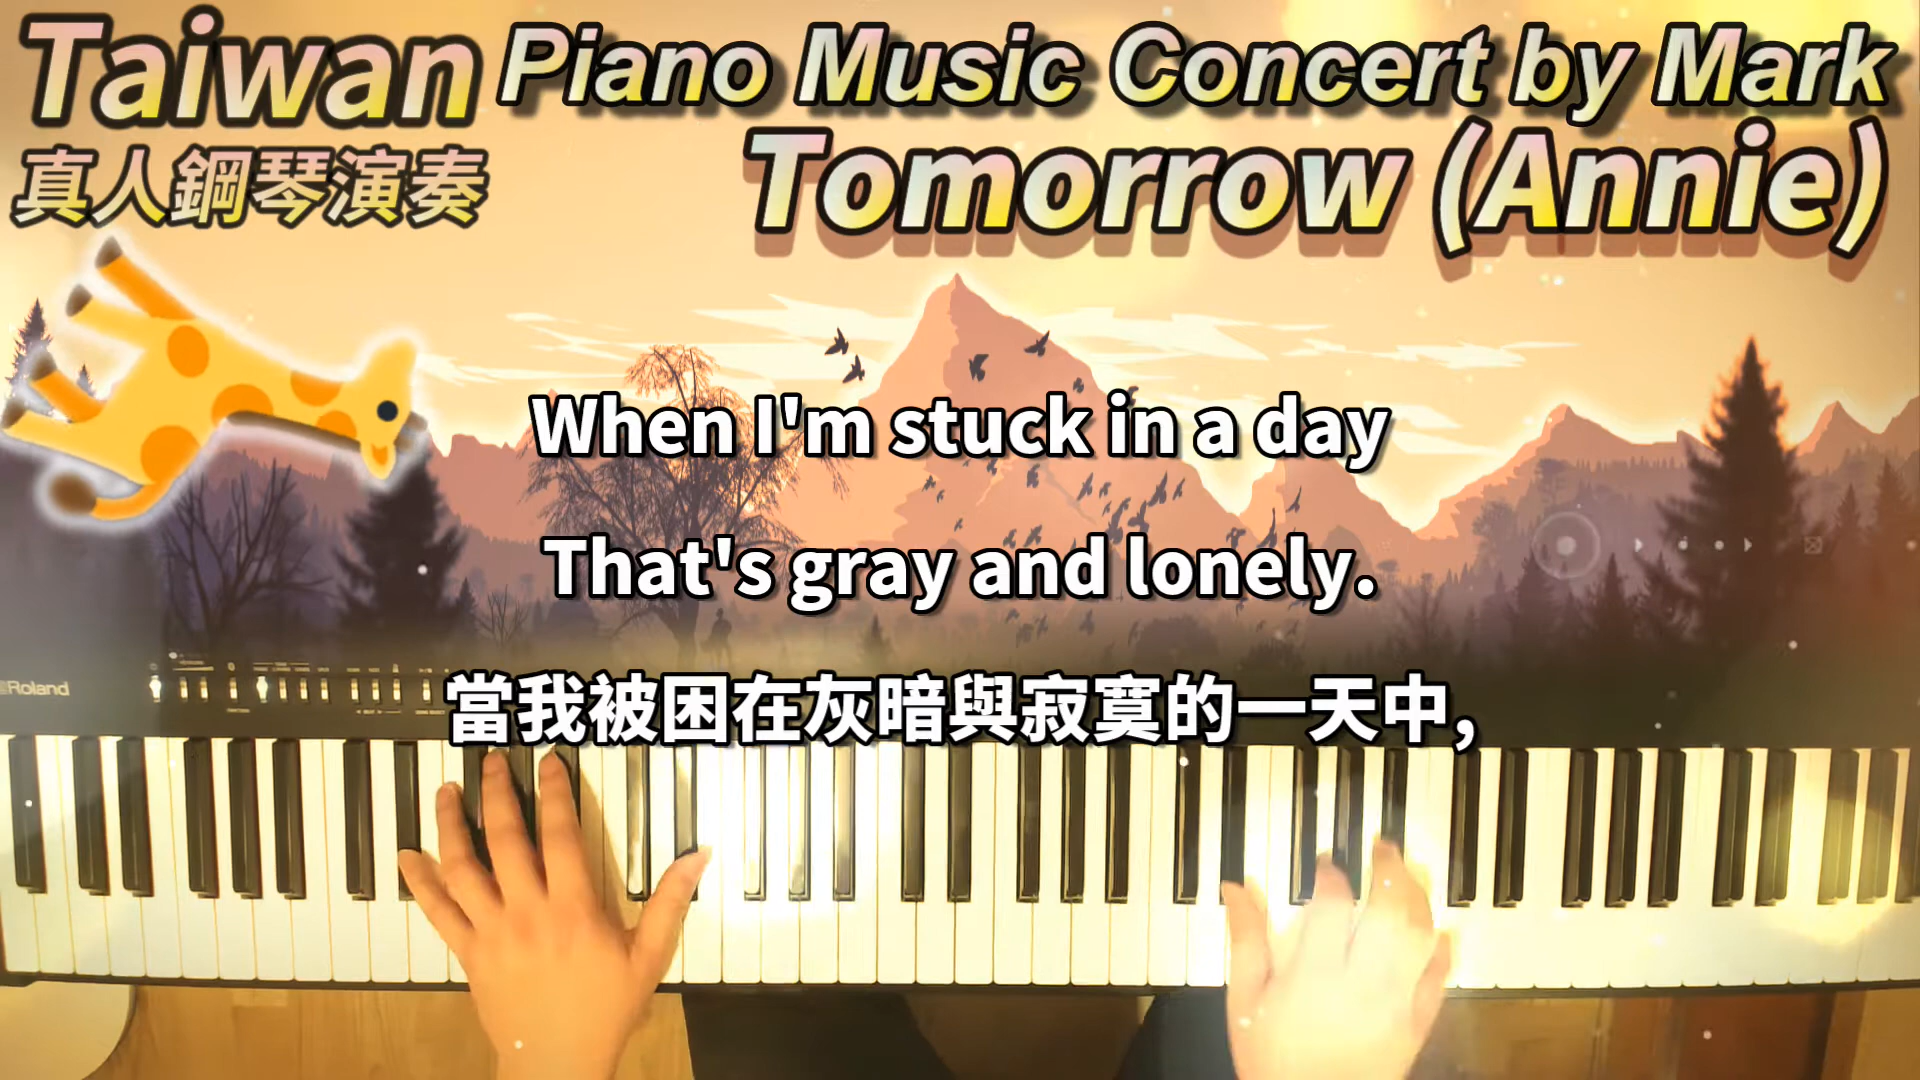 Taiwan Piano Music Concert by Mark
真人鋼琴演奏
Tomorrow (Annie)
When I'm stuck in a day
That's gray and lonely.
當我被困在灰暗與寂寞的一天中,
Roland